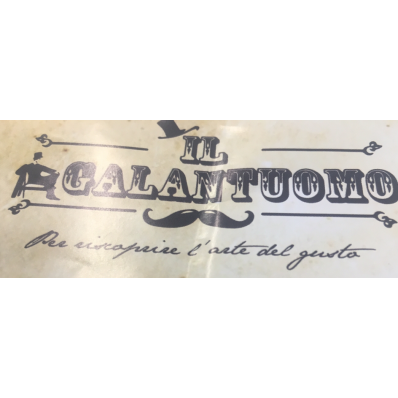 IL
GALANTUOMO
Per riscoprire l'arte del gusto